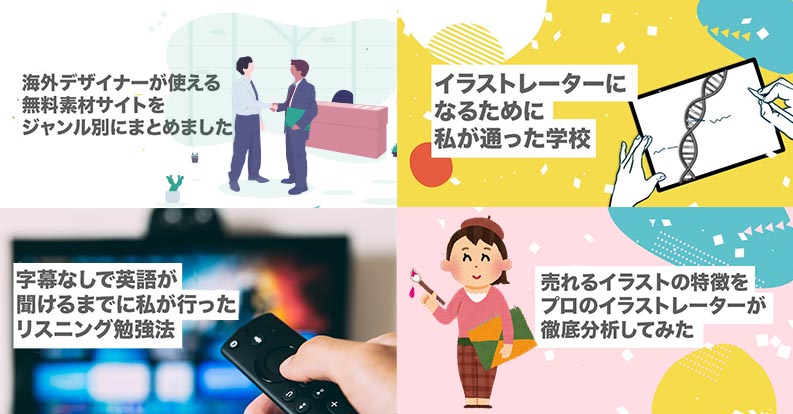 海外デザイナーが使える
無料素材サイトを
ジャンル別にまとめました
イラストレーターに
なるために
私が通った学校
字幕なしで英語が
聞けるまでに私が行った
リスニング勉強法
売れるイラストの特徴を
プロのイラストレーターが
徹底分析してみた